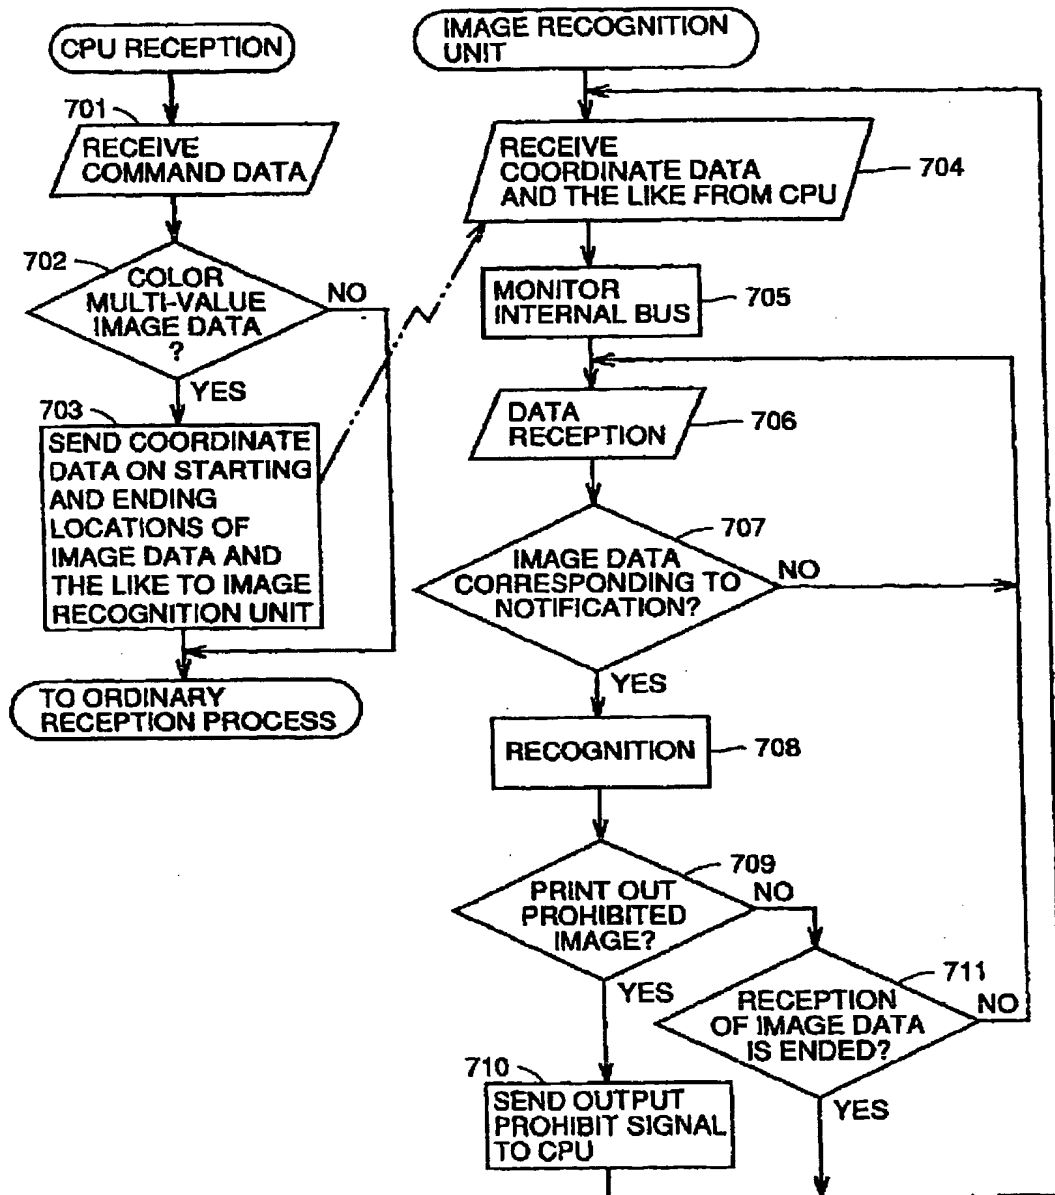 CPU RECEPTION
701
RECEIVE
COMMAND DATA
702
COLOR
MULTI-VALUE
IMAGE DATA
?
NO
YES
703
SEND COORDINATE
DATA ON STARTING
AND ENDING
LOCATIONS OF
IMAGE DATA AND
THE LIKE TO IMAGE
RECOGNITION UNIT
TO ORDINARY
RECEPTION PROCESS
IMAGE RECOGNITION
UNIT
RECEIVE
COORDINATE DATA
AND THE LIKE FROM CPU
704
MONITOR
INTERNAL BUS
705
DATA
RECEPTION
706
707
IMAGE DATA
CORRESPONDING TO
NOTIFICATION?
NO
YES
RECOGNITION
708
709
PRINT OUT
PROHIBITED
IMAGE?
NO
YES
711
RECEPTION
OF IMAGE DATA
IS ENDED?
NO
YES
710
SEND OUTPUT
PROHIBIT SIGNAL
TO CPU